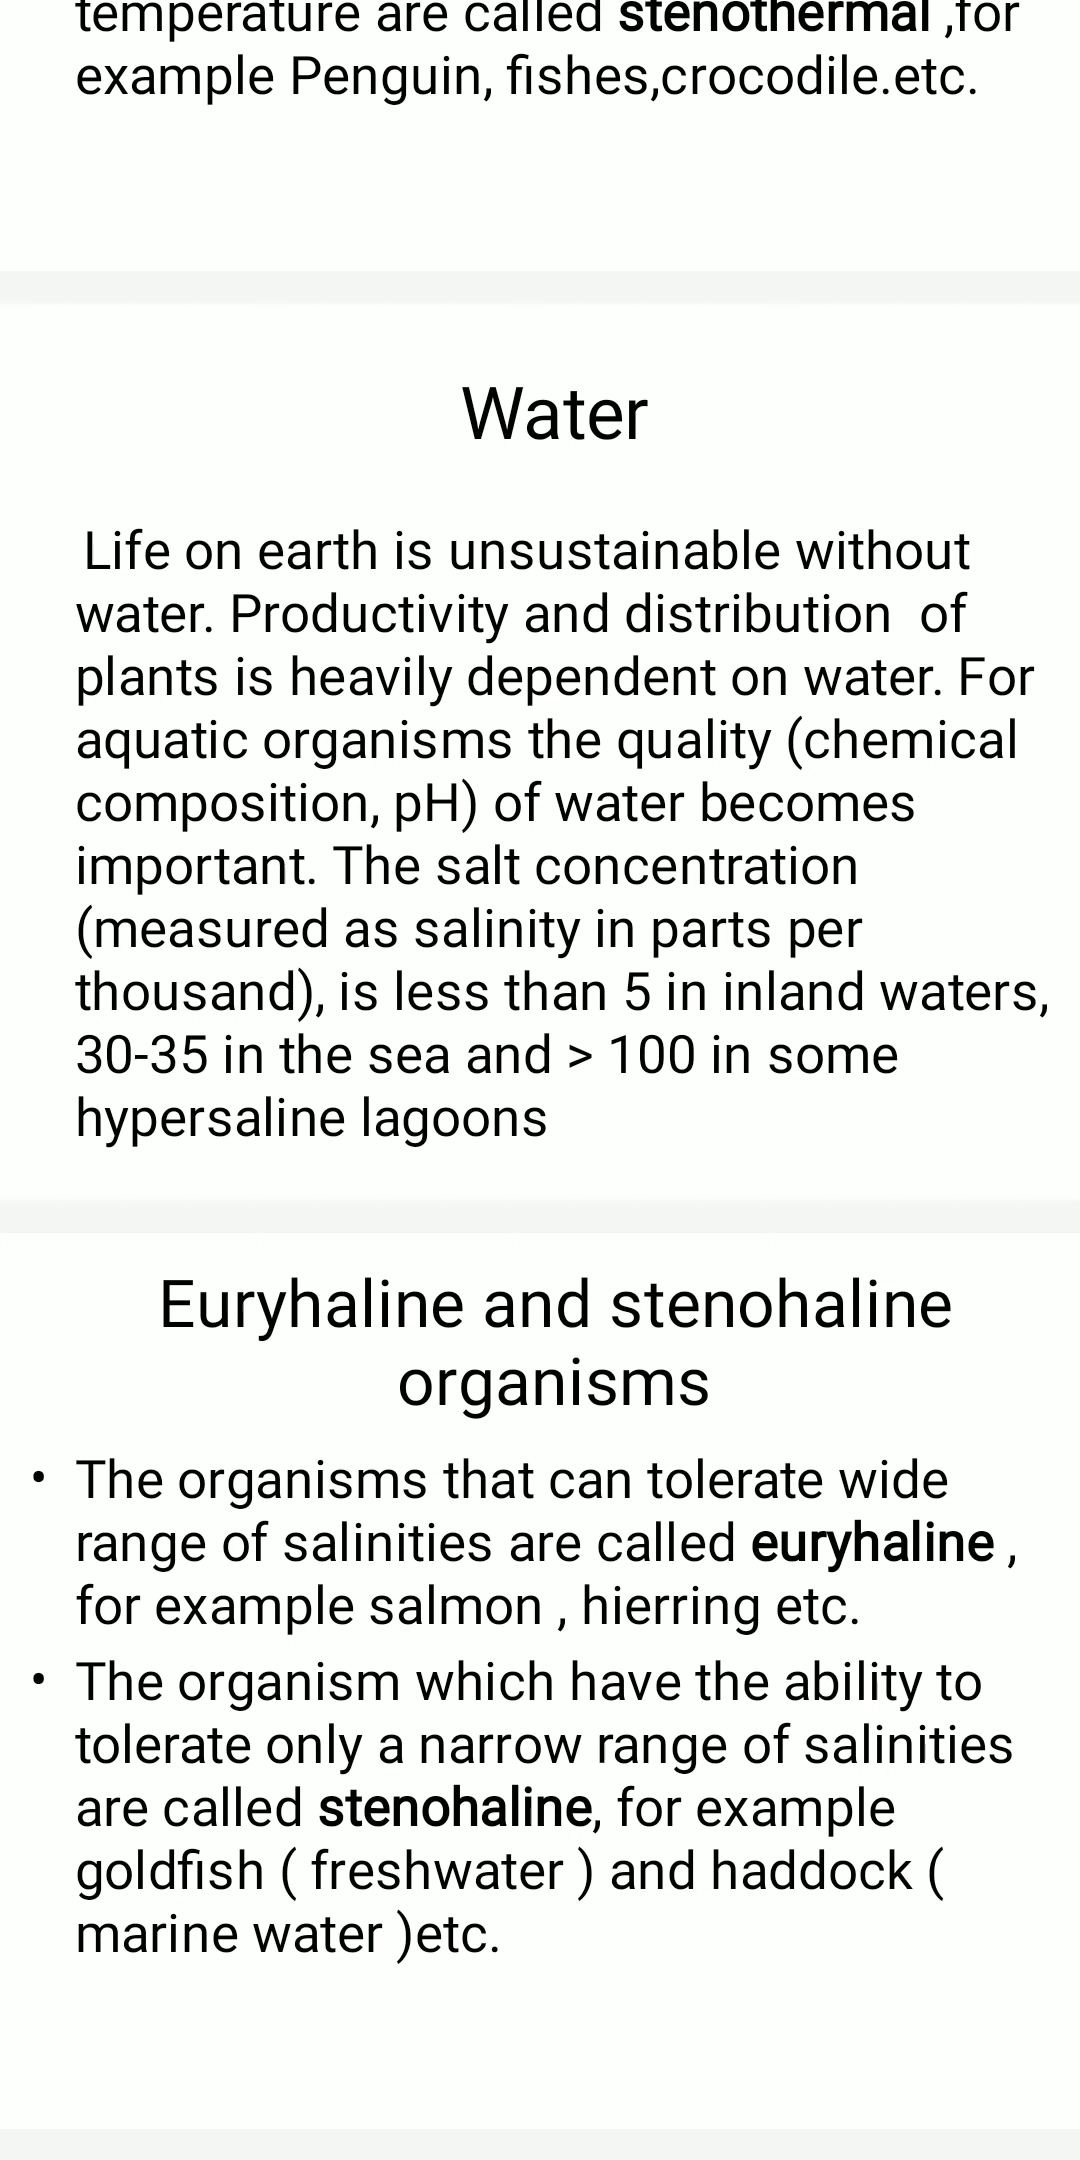 temperature are called stenothermal ,for
example Penguin, fishes,crocodile.etc.
Water
Life on earth is unsustainable without
water. Productivity and distribution  of
plants is heavily dependent on water. For
aquatic organisms the quality (chemical
composition, pH) of water becomes
important. The salt concentration
(measured as salinity in parts per
thousand), is less than 5 in inland waters,
30-35 in the sea and > 100 in some
hypersaline lagoons
Euryhaline and stenohaline
organisms
• The organisms that can tolerate wide
range of salinities are called euryhaline ,
for example salmon , hierring etc.
• The organism which have the ability to
tolerate only a narrow range of salinities
are called stenohaline, for example
goldfish ( freshwater ) and haddock (
marine water )etc.